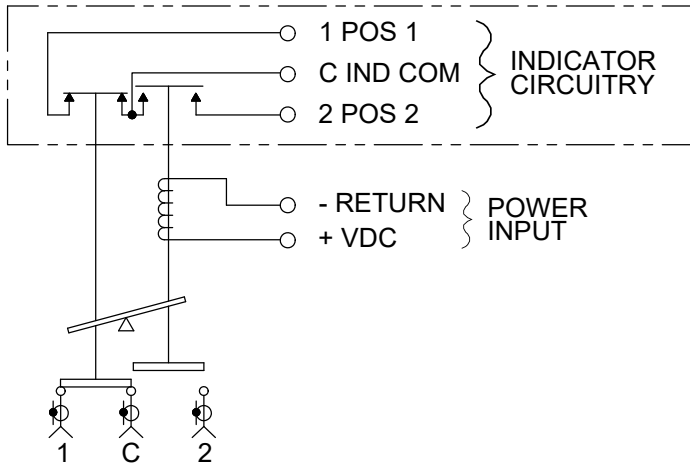 1 POS 1
C IND COM
2 POS 2
INDICATOR
CIRCUITRY
- RETURN
+ VDC
POWER
INPUT
1 C 2